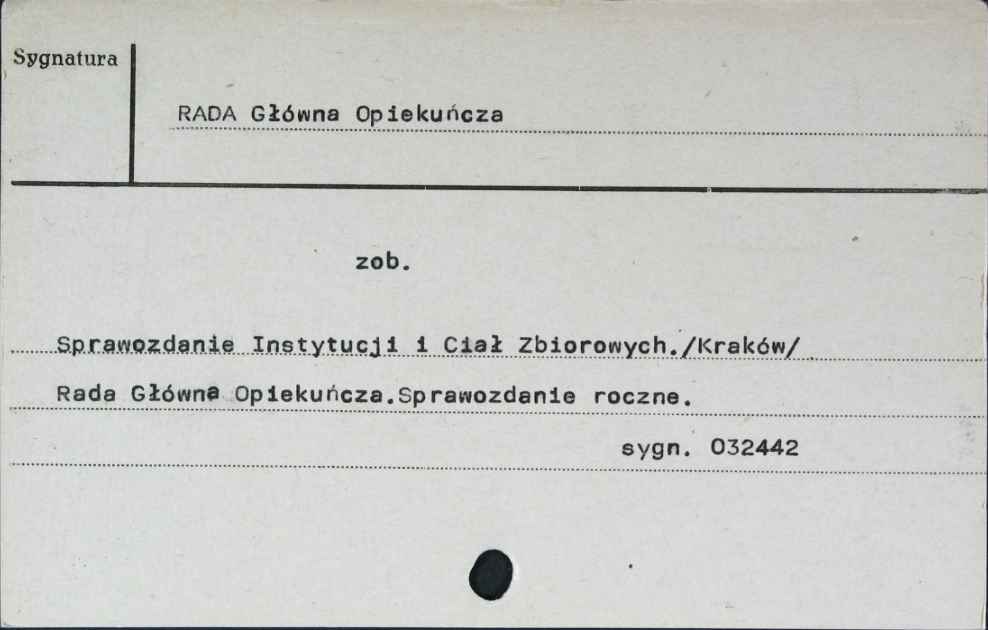 Sygnatura
RADA Główna Opiekuńcza
zob.
Sprawozdanie Instytucji i Ciał Zbiorowych./Kraków/
Rada Główna Opiekuńcza.Sprawozdanie roczne.
sygn. 032442